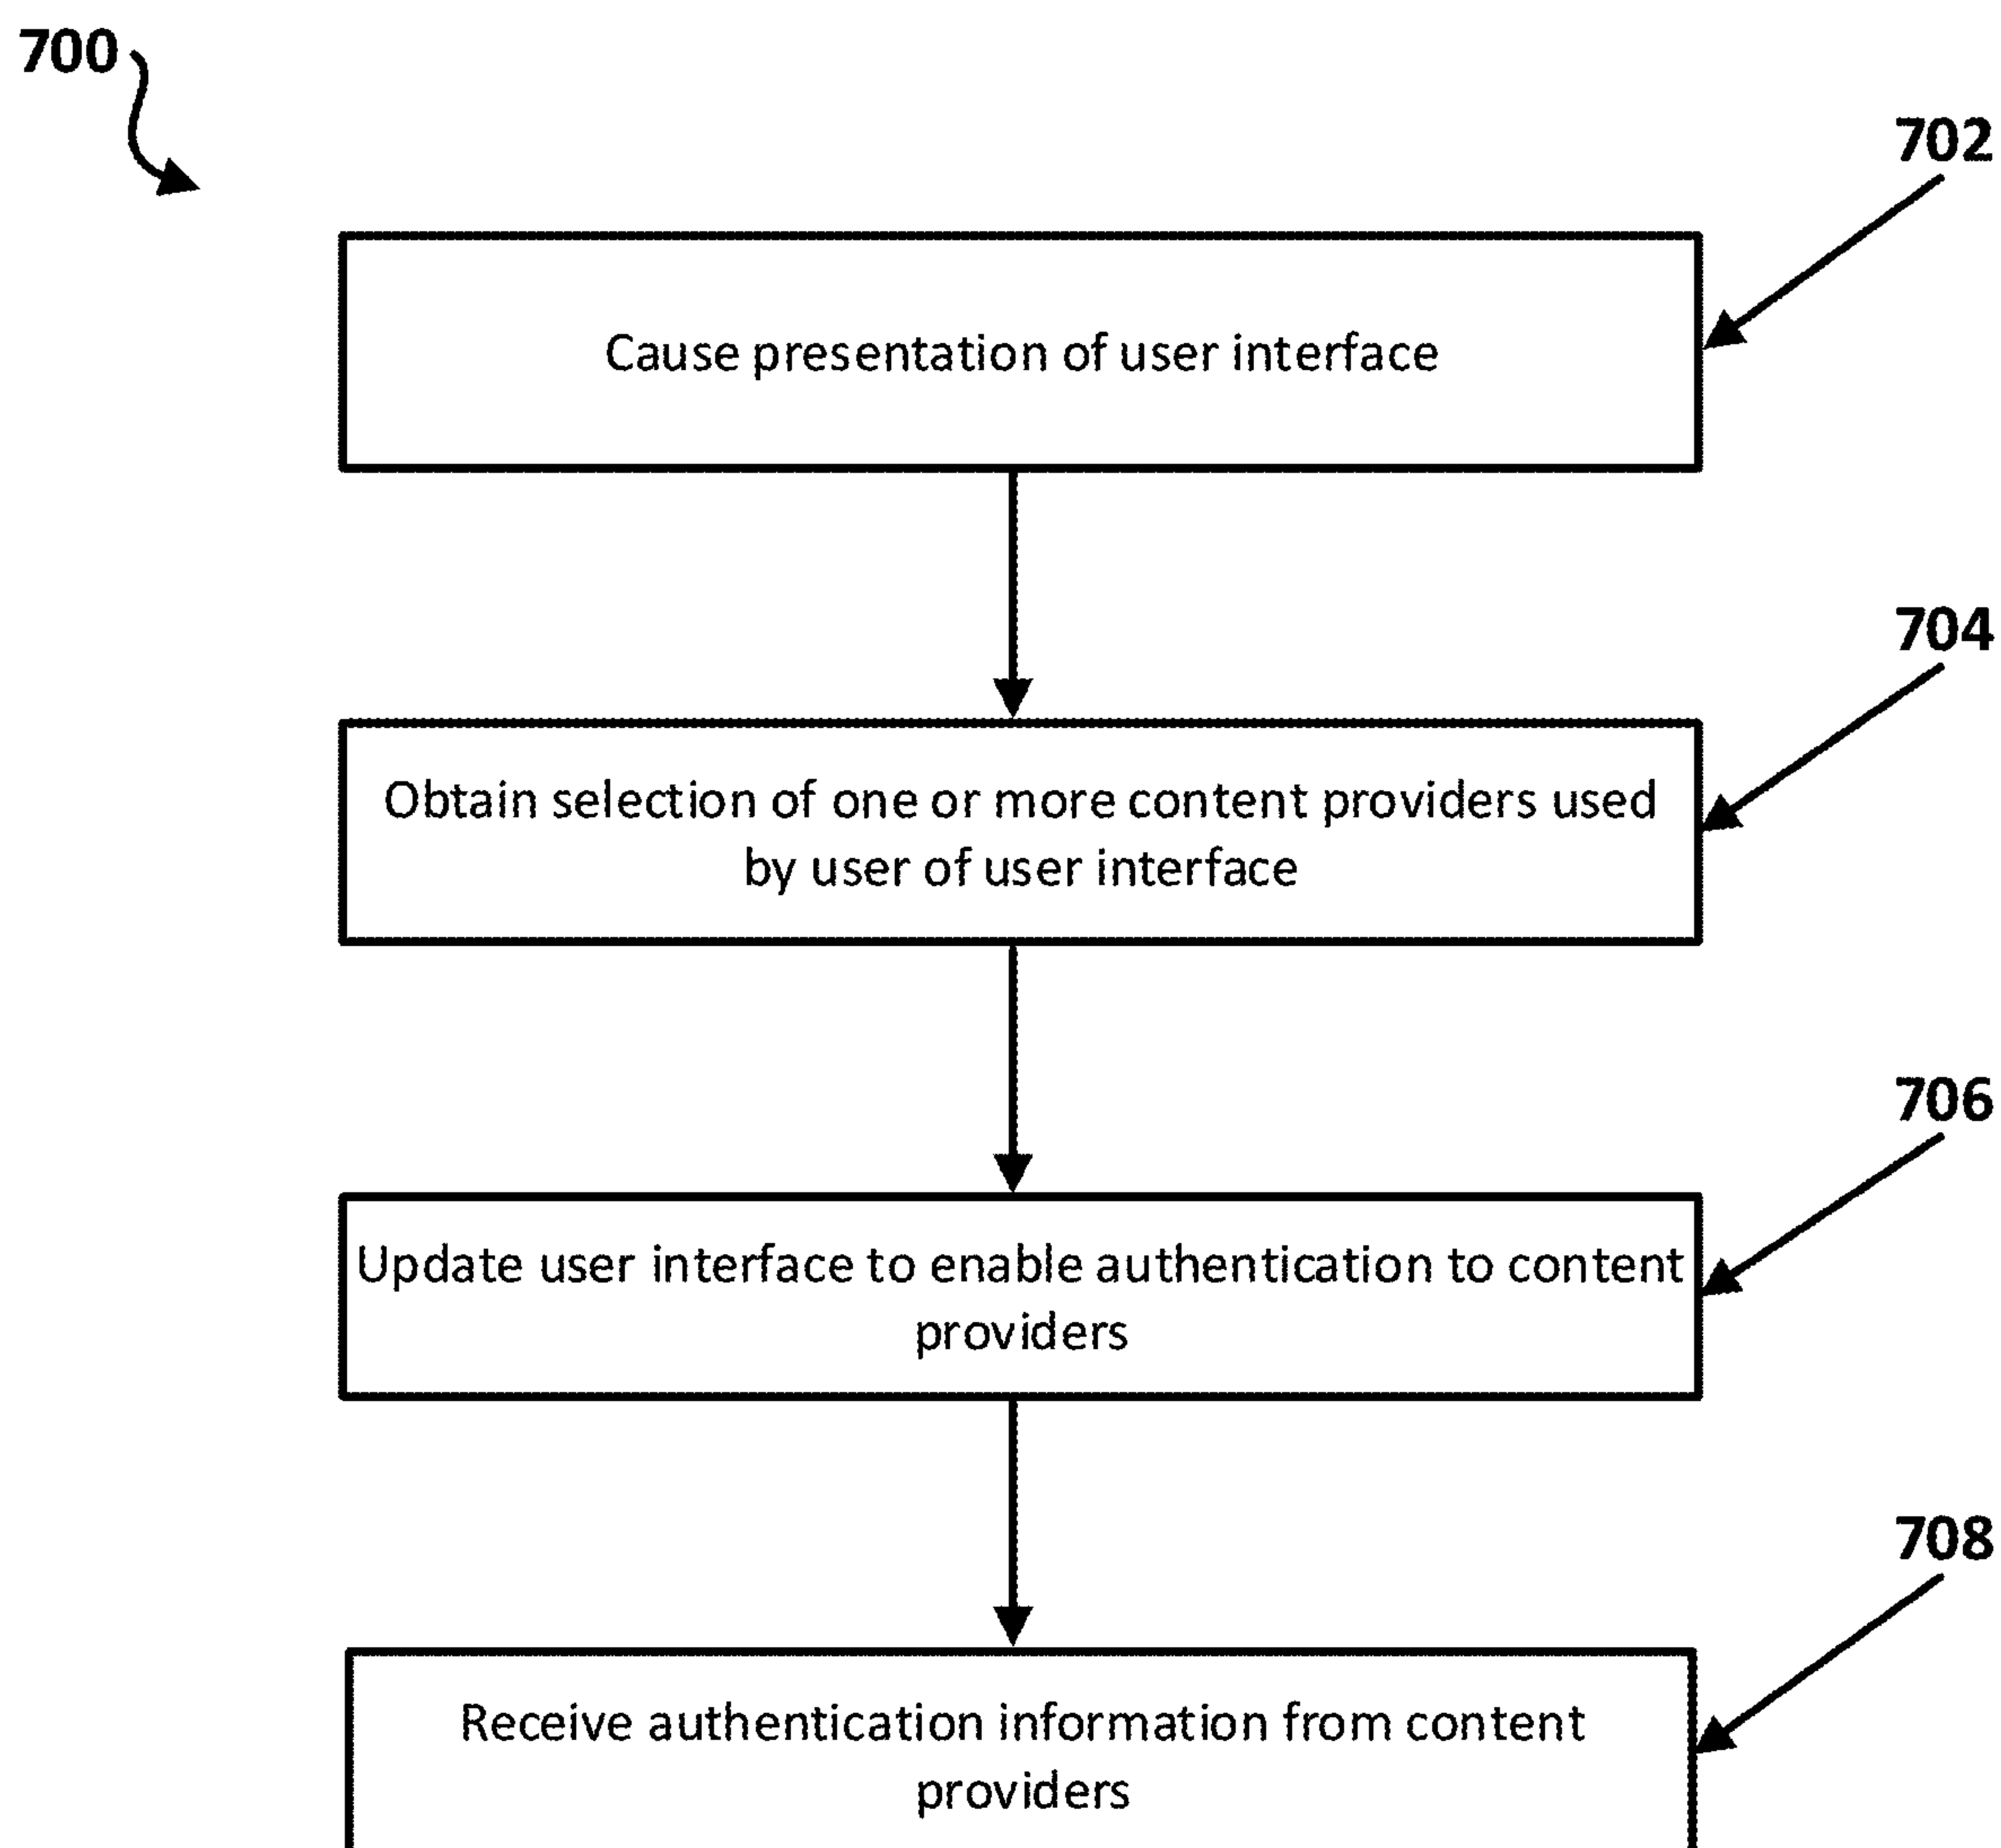 700
702
Cause presentation of user interface
704
Obtain selection of one or more content providers used
by user of user interface
706
Update user interface to enable authentication to content
providers
708
Receive authentication information from content
providers